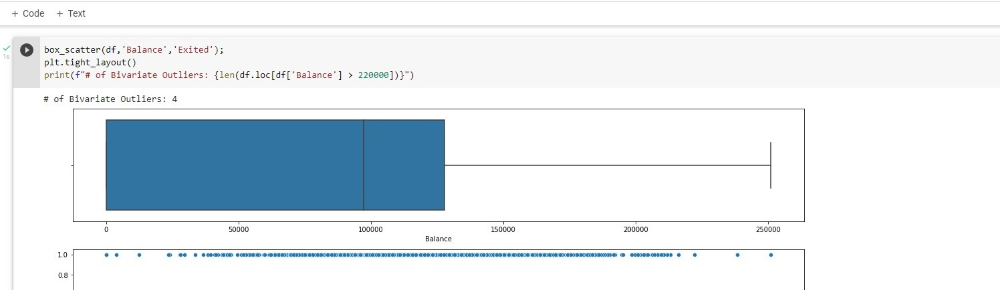 + Code + Text
1s
box_scatter(df,'Balance','Exited');
plt.tight_layout()
print(f"# of Bivariate Outliers: {len(df.loc[df['Balance'] > 220000])}")
# of Bivariate Outliers: 4
0 50000 100000 150000 200000 250000
Balance
1.0
0.8